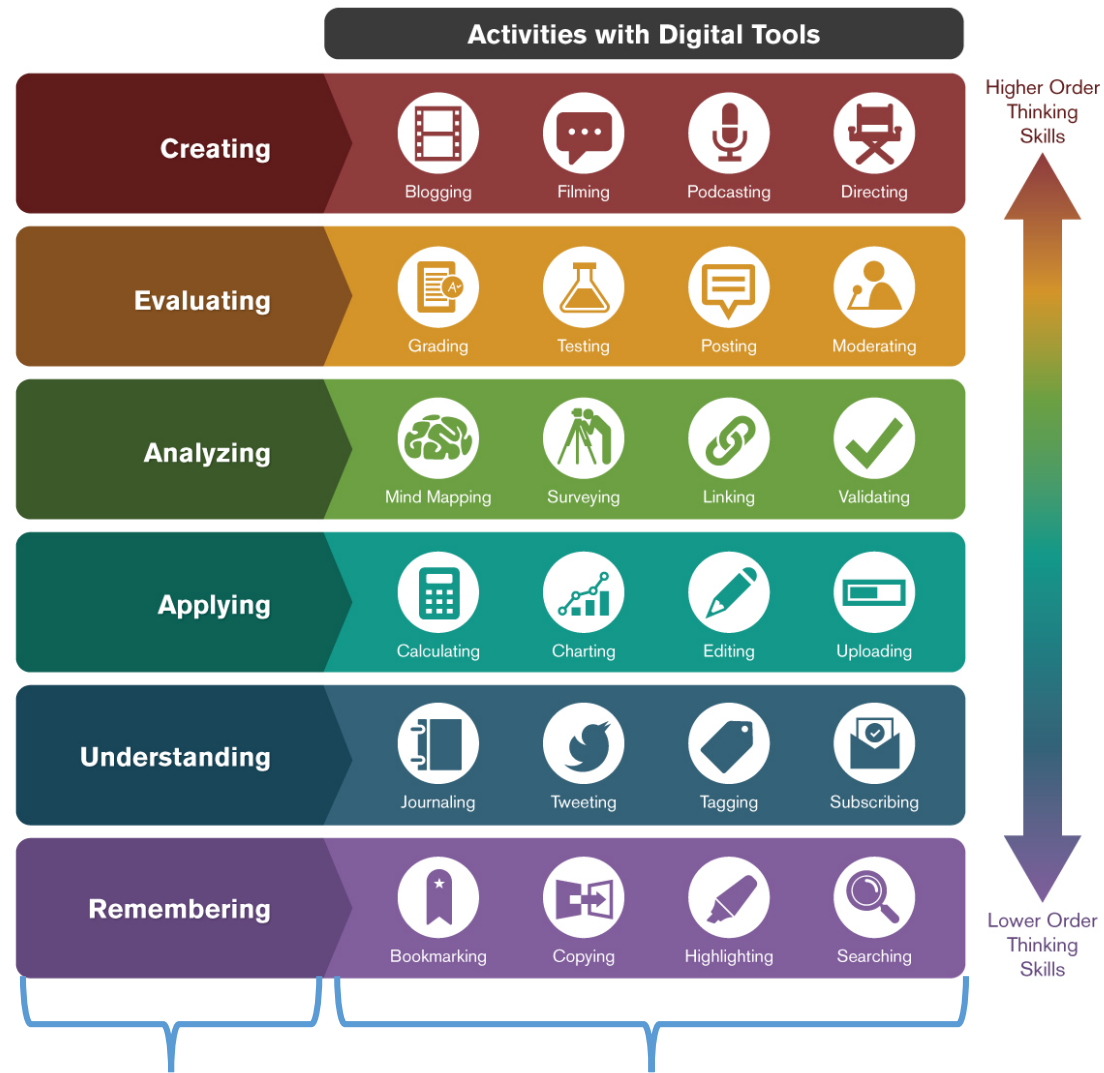 Activities with Digital Tools
Higher Order
Thinking
Skills
Creating
Blogging Filming Podcasting Directing
Evaluating
A+
Grading Testing Posting Moderating
Analyzing
Mind Mapping Surveying Linking Validating
Applying
Calculating Charting Editing Uploading
Understanding
Journaling Tweeting Tagging Subscribing
Remembering
Bookmarking Copying Highlighting Searching
Lower Order
Thinking
Skills